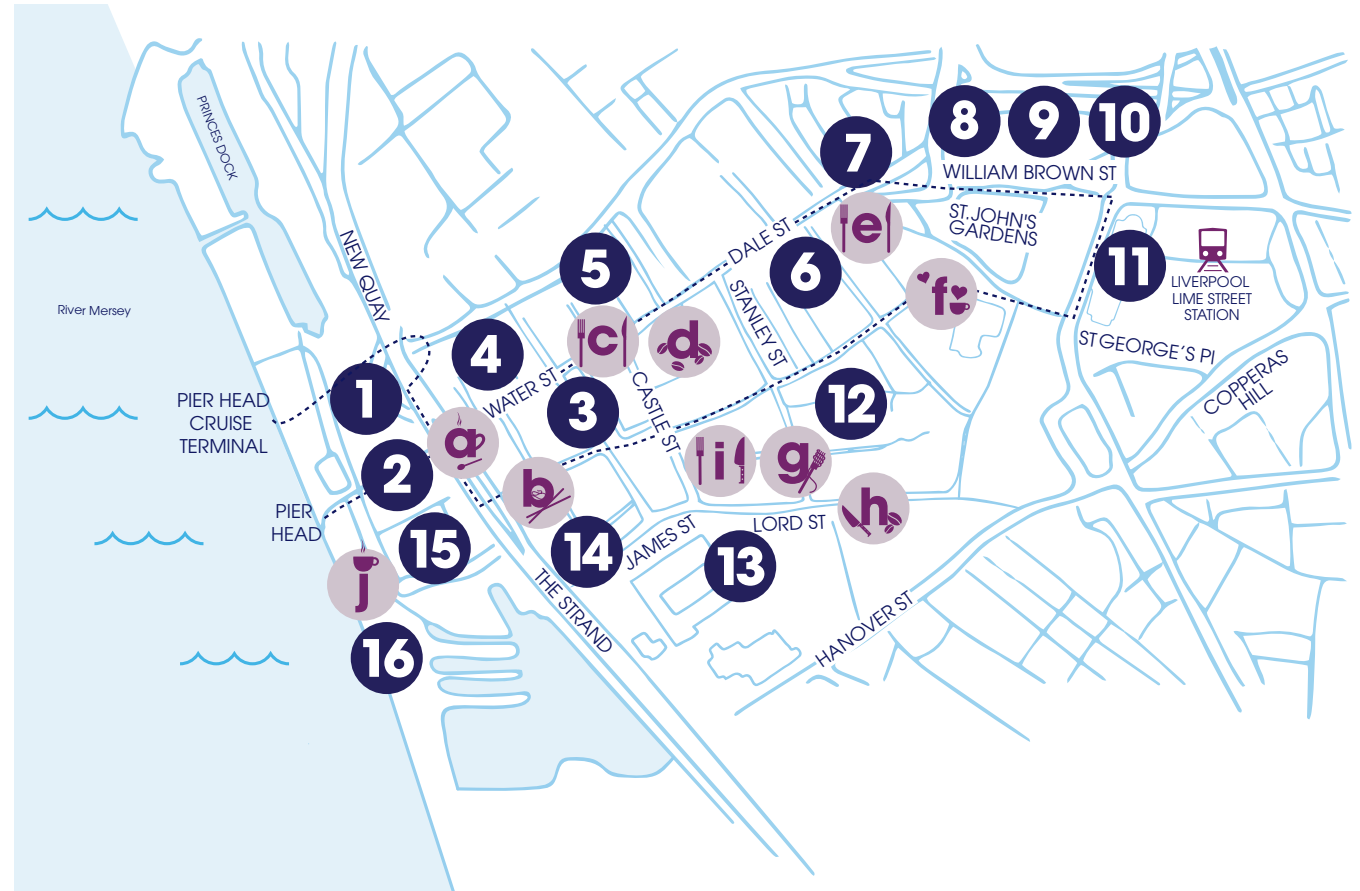 PRINCES DOCK
8
9
10
7
WILLIAM BROWN ST
ST. JOHN'S
GARDENS
e
DALE ST
NEW QUAY
5
6
f
11
LIVERPOOL
LIME STREET
STATION
River Mersey
STANLEY ST
c
d
4
ST GEORGE'S Pl
COPPERAS
HILL
WATER ST
1
PIER HEAD
CRUISE
TERMINAL
3
CASTLE ST
12
a
2
b
i
g
PIER
HEAD
h
LORD ST
JAMES ST
15
14
13
j
THE STRAND
HANOVER ST
16